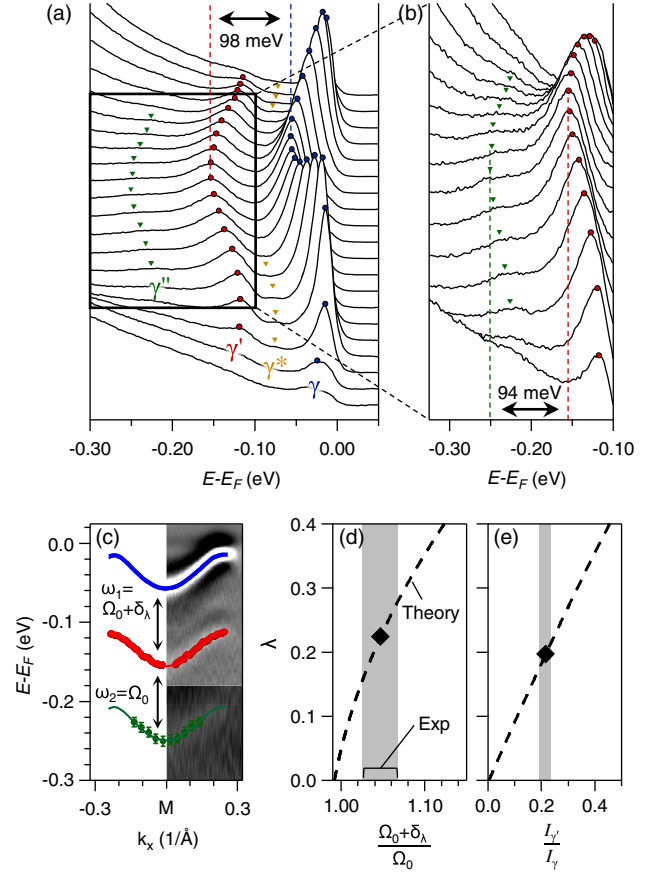 (a)
98 meV
(b)
γ''
γ'
γ*
γ
94 meV
-0.30
-0.20
-0.10
0.00
-0.30
-0.20
-0.10
E-E_F (eV)
E-E_F (eV)
(c)
(d)
(e)
0.0
-0.1
-0.2
-0.3
E-E_F (eV)
ω₁=
Ω₀+δ_λ
ω₂=Ω₀
-0.3
M
0.3
k_x (1/Å)
0.4
0.3
0.2
0.1
0.0
λ
Theory
Exp
1.00
1.10
Ω₀+δ_λ
Ω₀
0.0
0.2
0.4
I_γ'
I_γ